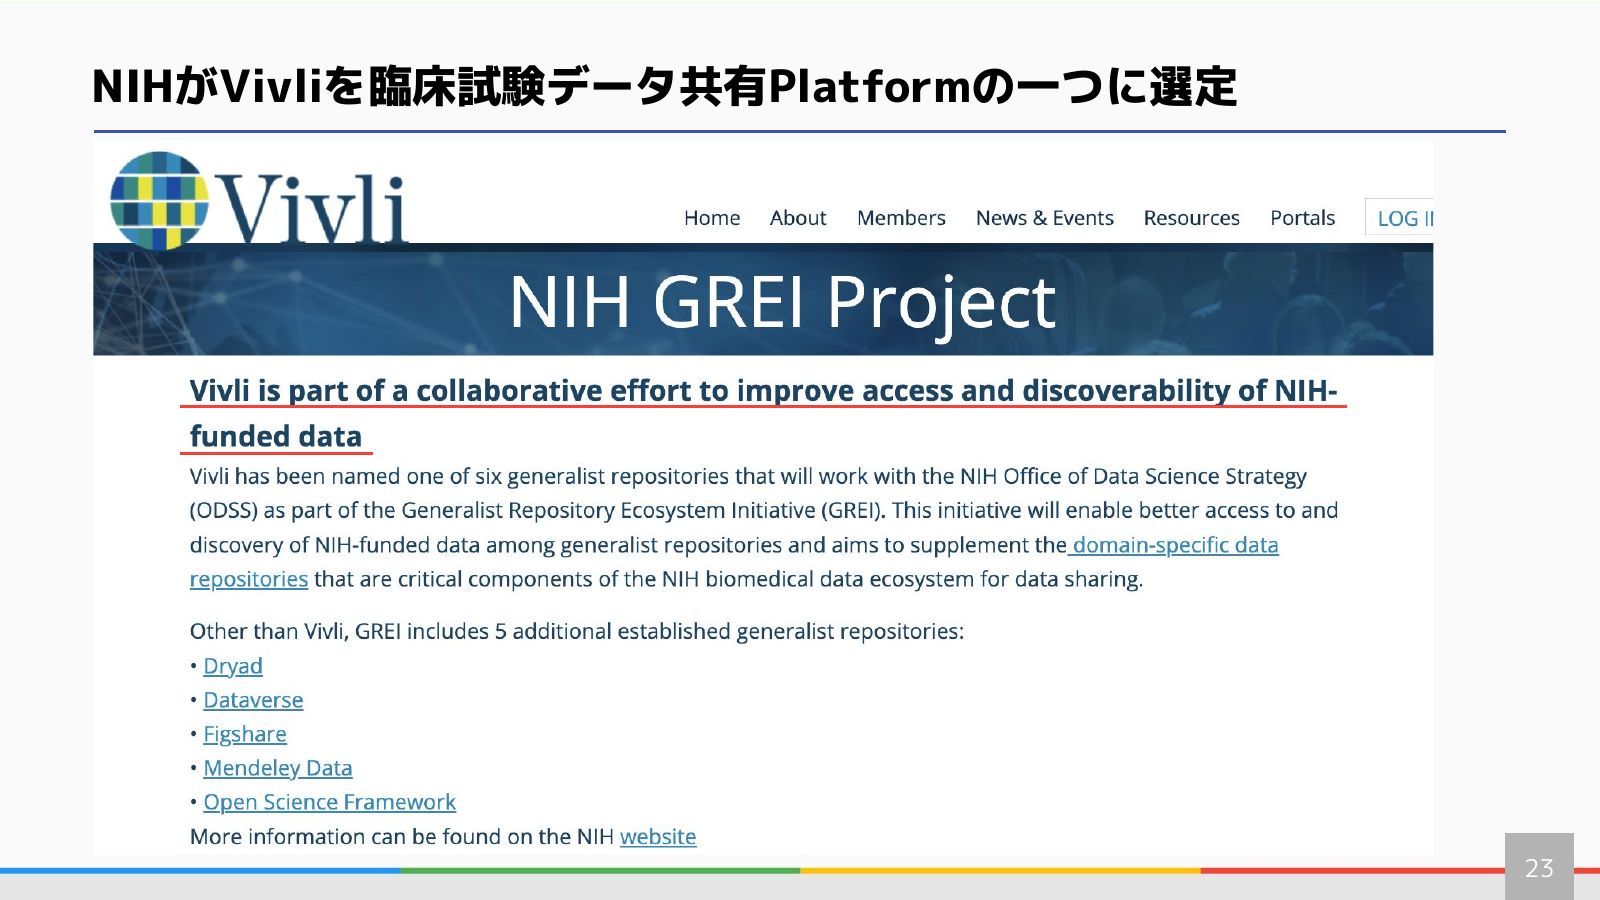 NIHがVivliを臨床試験データ共有Platformの一つに選定
Vivli
Home About Members News & Events Resources Portals LOG IN
NIH GREI Project
Vivli is part of a collaborative effort to improve access and discoverability of NIH-
funded data
Vivli has been named one of six generalist repositories that will work with the NIH Office of Data Science Strategy
(ODSS) as part of the Generalist Repository Ecosystem Initiative (GREI). This initiative will enable better access to and
discovery of NIH-funded data among generalist repositories and aims to supplement the domain-specific data
repositories that are critical components of the NIH biomedical data ecosystem for data sharing.
Other than Vivli, GREI includes 5 additional established generalist repositories:
• Dryad
• Dataverse
• Figshare
• Mendeley Data
• Open Science Framework
More information can be found on the NIH website
23